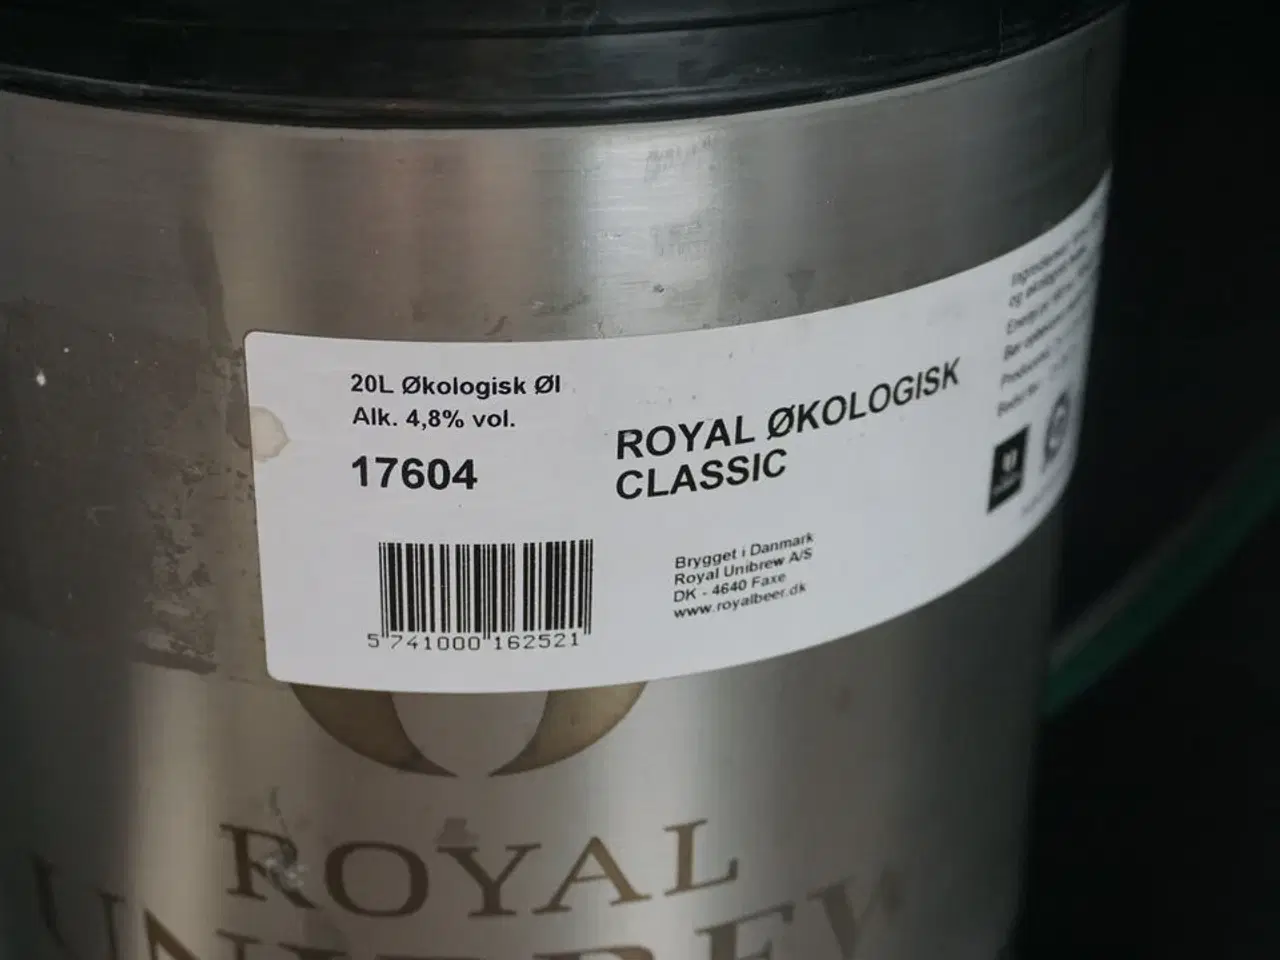 20L Økologisk Øl
Alk. 4,8% vol.
17604
5 741000 162521
ROYAL ØKOLOGISK
CLASSIC
Brygget i Danmark
Royal Unibrew A/S
DK - 4640 Faxe
www.royalbeer.dk
ROYAL
UNIBREW